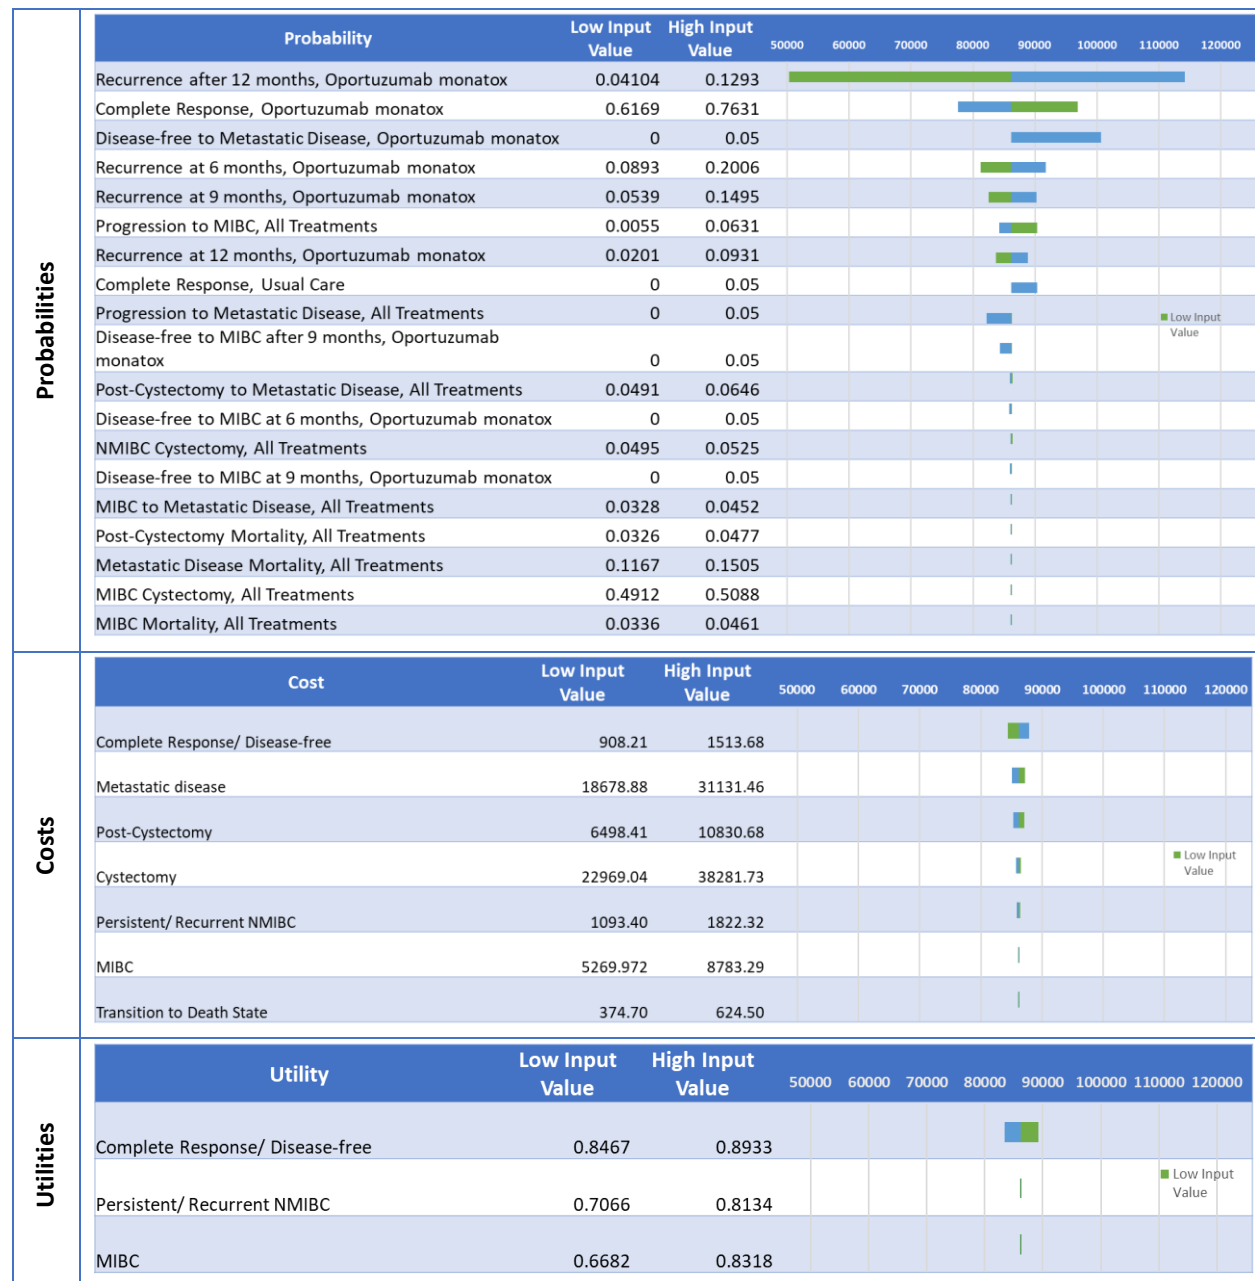 Probabilities
Probability Low Input Value High Input Value 50000 60000 70000 80000 90000 100000 110000 120000
Recurrence after 12 months, Oportuzumab monatox 0.04104 0.1293
Complete Response, Oportuzumab monatox 0.6169 0.7631
Disease-free to Metastatic Disease, Oportuzumab monatox 0 0.05
Recurrence at 6 months, Oportuzumab monatox 0.0893 0.2006
Recurrence at 9 months, Oportuzumab monatox 0.0539 0.1495
Progression to MIBC, All Treatments 0.0055 0.0631
Recurrence at 12 months, Oportuzumab monatox 0.0201 0.0931
Complete Response, Usual Care 0 0.05
Progression to Metastatic Disease, All Treatments 0 0.05
Low Input
Value
Disease-free to MIBC after 9 months, Oportuzumab
monatox 0 0.05
Post-Cystectomy to Metastatic Disease, All Treatments 0.0491 0.0646
Disease-free to MIBC at 6 months, Oportuzumab monatox 0 0.05
NMIBC Cystectomy, All Treatments 0.0495 0.0525
Disease-free to MIBC at 9 months, Oportuzumab monatox 0 0.05
MIBC to Metastatic Disease, All Treatments 0.0328 0.0452
Post-Cystectomy Mortality, All Treatments 0.0326 0.0477
Metastatic Disease Mortality, All Treatments 0.1167 0.1505
MIBC Cystectomy, All Treatments 0.4912 0.5088
MIBC Mortality, All Treatments 0.0336 0.0461
Costs
Cost Low Input Value High Input Value 50000 60000 70000 80000 90000 100000 110000 120000
Complete Response/ Disease-free 908.21 1513.68
Metastatic disease 18678.88 31131.46
Post-Cystectomy 6498.41 10830.68
Low Input
Value
Cystectomy 22969.04 38281.73
Persistent/ Recurrent NMIBC 1093.40 1822.32
MIBC 5269.972 8783.29
Transition to Death State 374.70 624.50
Utilities
Utility Low Input Value High Input Value 50000 60000 70000 80000 90000 100000 110000 120000
Complete Response/ Disease-free 0.8467 0.8933
Low Input
Value
Persistent/ Recurrent NMIBC 0.7066 0.8134
MIBC 0.6682 0.8318